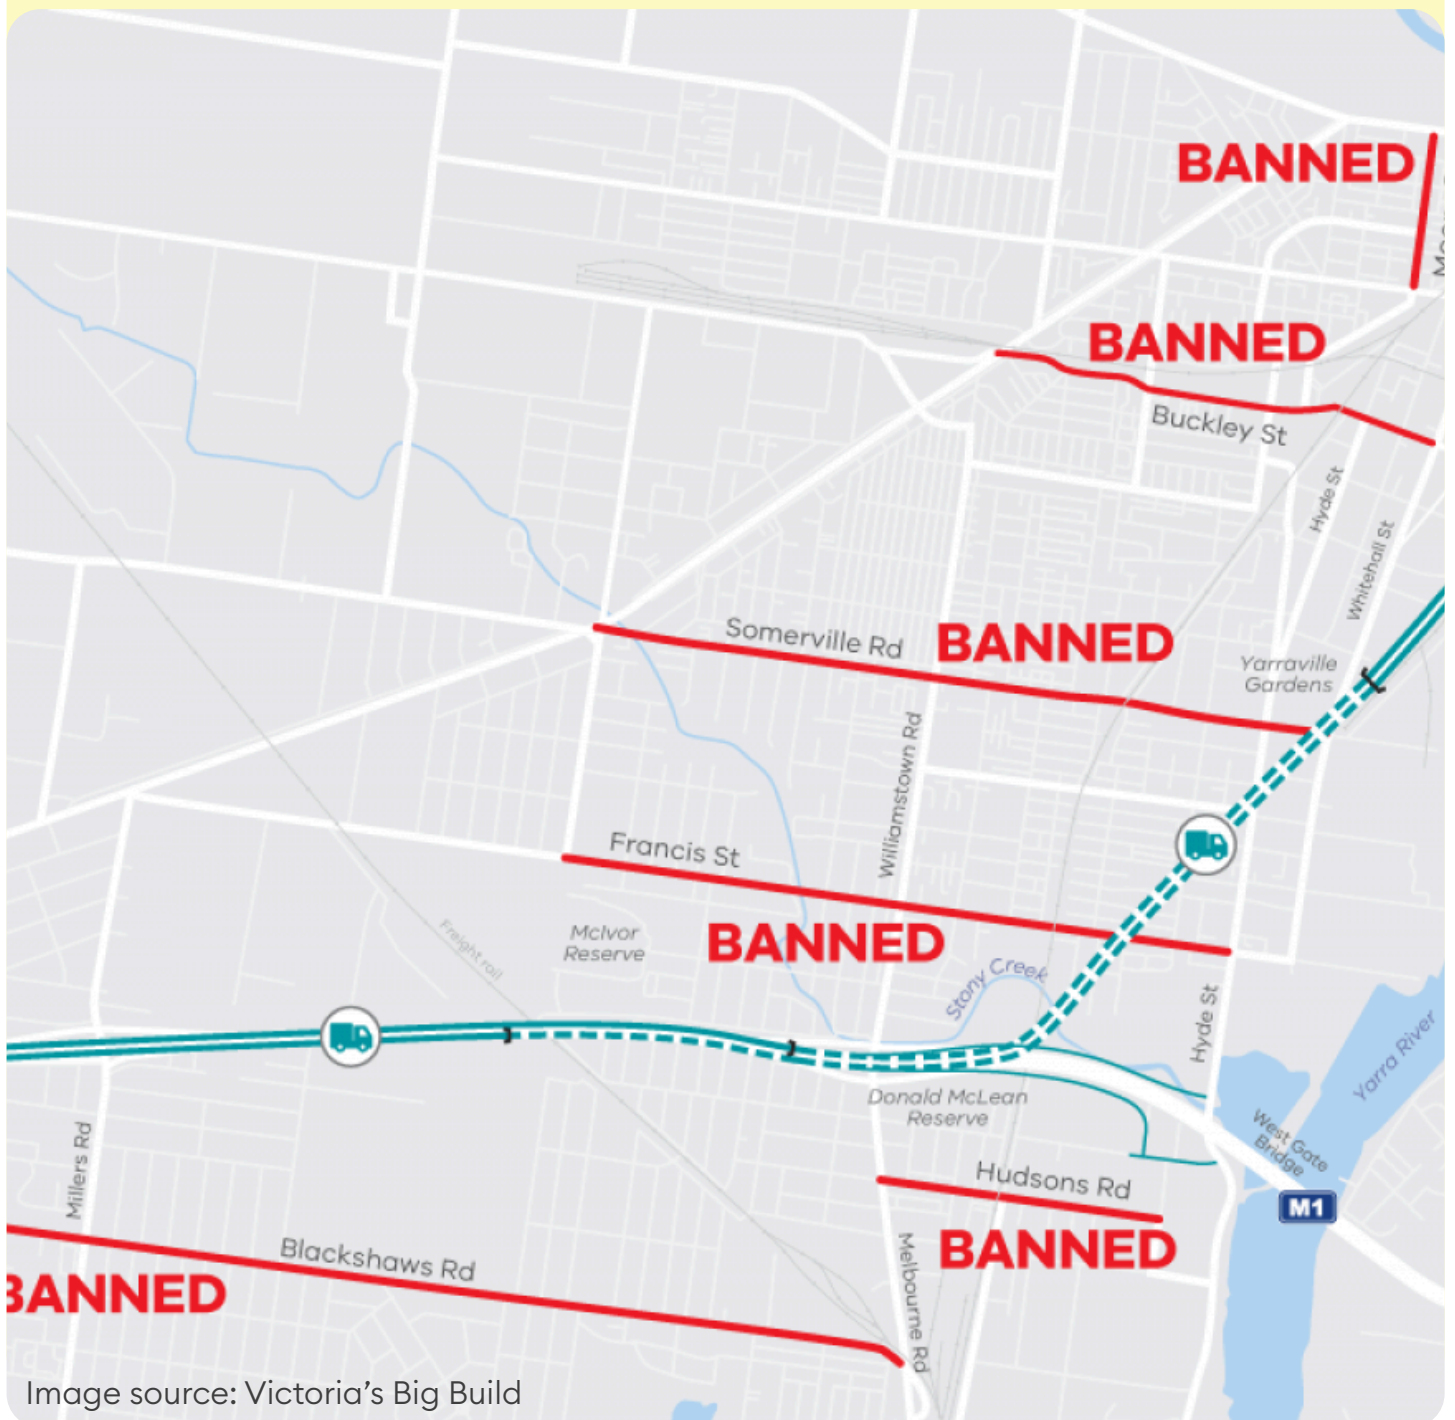 BANNED
BANNED
Buckley St
Hyde St
Whitehall St
Somerville Rd
BANNED
Yarraville
Gardens
Williamstown Rd
Francis St
BANNED
McIvor
Reserve
Freight rail
Stony Creek
Hyde St
Yarra River
Donald McLean
Reserve
West Gate
Bridge
M1
Millers Rd
Hudsons Rd
BANNED
Melbourne Rd
Blackshaws Rd
BANNED
Image source: Victoria's Big Build